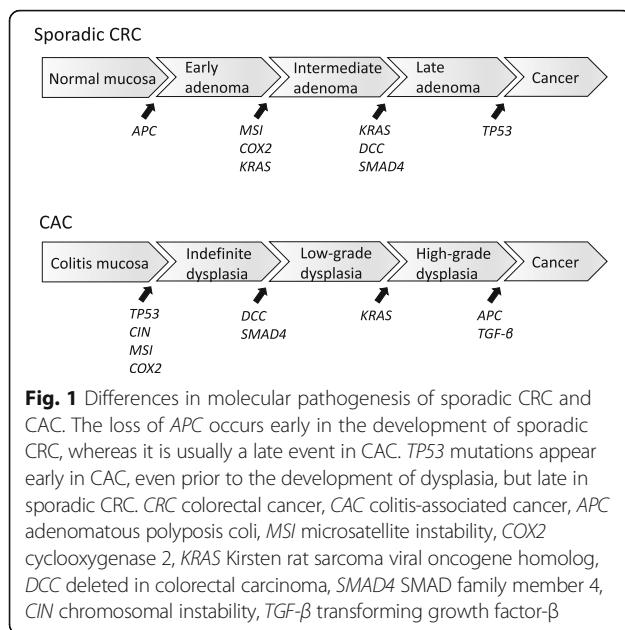 Sporadic CRC
Normal mucosa
Early
adenoma
Intermediate
adenoma
Late
adenoma
Cancer
APC
MSI
COX2
KRAS
KRAS
DCC
SMAD4
TP53
CAC
Colitis mucosa
Indefinite
dysplasia
Low-grade
dysplasia
High-grade
dysplasia
Cancer
TP53
CIN
MSI
COX2
DCC
SMAD4
KRAS
APC
TGF-β
Fig. 1 Differences in molecular pathogenesis of sporadic CRC and
CAC. The loss of APC occurs early in the development of sporadic
CRC, whereas it is usually a late event in CAC. TP53 mutations appear
early in CAC, even prior to the development of dysplasia, but late in
sporadic CRC. CRC colorectal cancer, CAC colitis-associated cancer, APC
adenomatous polyposis coli, MSI microsatellite instability, COX2
cyclooxygenase 2, KRAS Kirsten rat sarcoma viral oncogene homolog,
DCC deleted in colorectal carcinoma, SMAD4 SMAD family member 4,
CIN chromosomal instability, TGF-β transforming growth factor-β